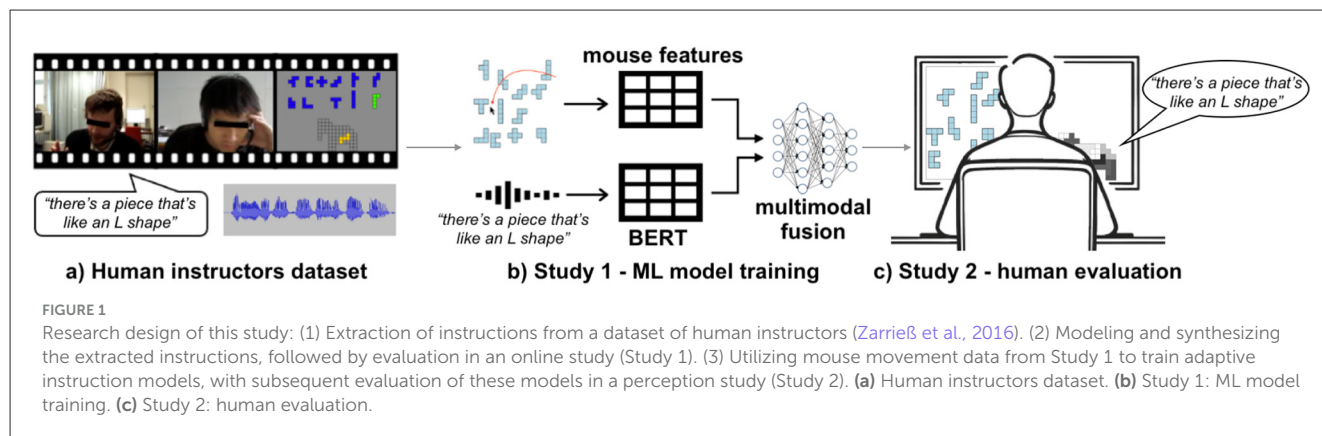 mouse features
"there's a piece that's
like an L shape"
"there's a piece that's
like an L shape"
"there's a piece that's
like an L shape"
BERT
multimodal
fusion
a) Human instructors dataset
b) Study 1 - ML model training
c) Study 2 - human evaluation
FIGURE 1
Research design of this study: (1) Extraction of instructions from a dataset of human instructors (Zarrieß et al., 2016). (2) Modeling and synthesizing
the extracted instructions, followed by evaluation in an online study (Study 1). (3) Utilizing mouse movement data from Study 1 to train adaptive
instruction models, with subsequent evaluation of these models in a perception study (Study 2). (a) Human instructors dataset. (b) Study 1: ML model
training. (c) Study 2: human evaluation.